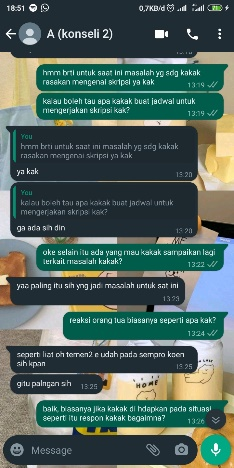 18:51
0,7KB/d
A (konseli 2)
hmm brti untuk saat ini masalah yg sdg kakak
rasakan mengenai skripsi ya kak
13:19
kalau boleh tau apa kakak buat jadwal untuk
mengerjakan skripsi kak?
13:19
You
hmm brti untuk saat ini masalah yg sdg kakak
rasakan mengenai skripsi ya kak
ya kak
13.20
You
kalau boleh tau apa kakak buat jadwal untuk
mengerjakan skripsi kak?
ga ada sih din
13.20
oke selain itu ada yang mau kakak sampaikan lagi
terkait masalah kakak?
13:22
yaa paling itu sih yng jadi masalah untuk sat ini
13:23
reaksi orang tua biasanya seperti apa kak?
13:24
seperti liat oh temen2 e udah pada sempro koen
sih kpan
13:25
gitu palngan sih
13:25
baik, biasanya jika kakak di hdapkan pada situasi
seperti itu respon kakak bagaimna?
13:26
HOME
Message